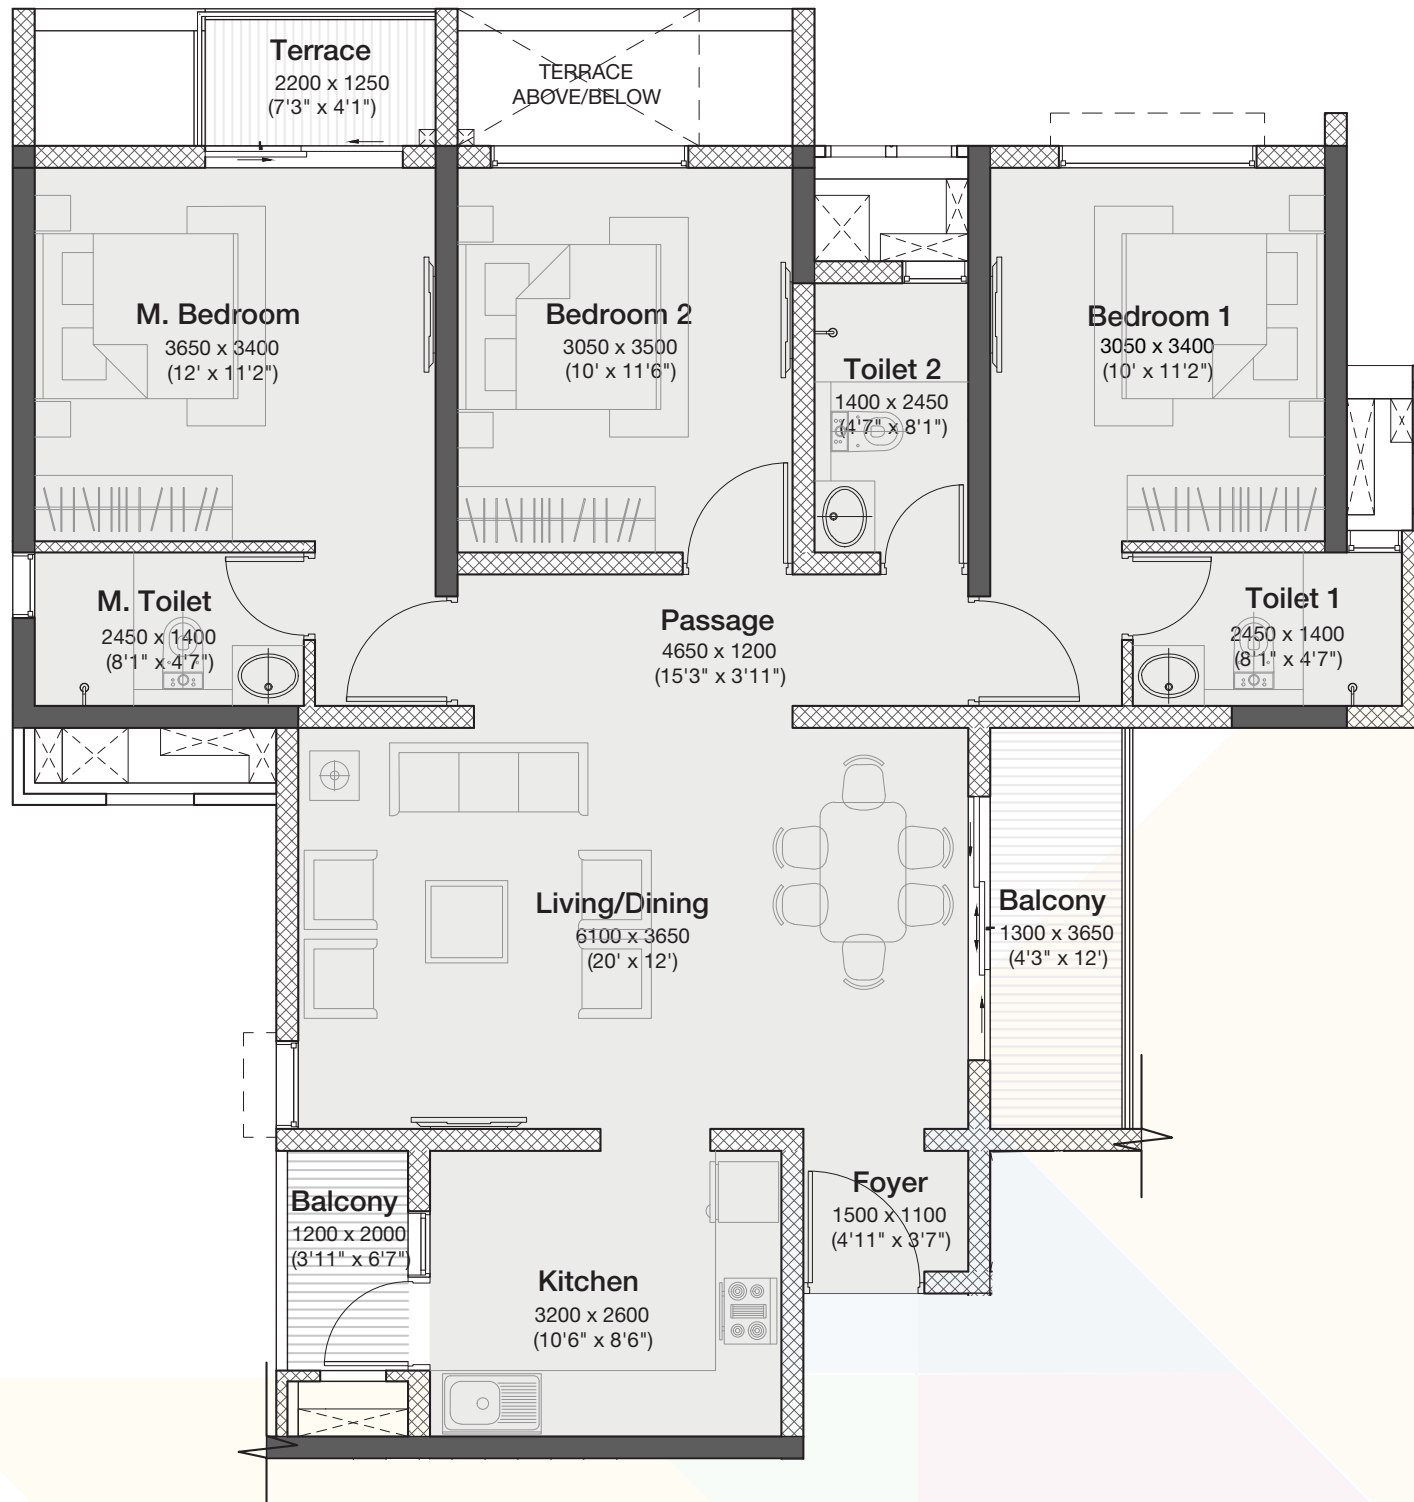 Terrace
2200 x 1250
(7'3" x 4'1")
TERRACE
ABOVE/BELOW
M. Bedroom
3650 x 3400
(12' x 11'2")
Bedroom 2
3050 x 3500
(10' x 11'6")
Toilet 2
1400 x 2450
(4'7" x 8'1")
Bedroom 1
3050 x 3400
(10' x 11'2")
M. Toilet
2450 x 1400
(8'1" x 4'7")
Passage
4650 x 1200
(15'3" x 3'11")
Toilet 1
2450 x 1400
(8'1" x 4'7")
Living/Dining
6100 x 3650
(20' x 12')
Balcony
1300 x 3650
(4'3" x 12')
Balcony
1200 x 2000
(3'11" x 6'7")
Kitchen
3200 x 2600
(10'6" x 8'6")
Foyer
1500 x 1100
(4'11" x 3'7")